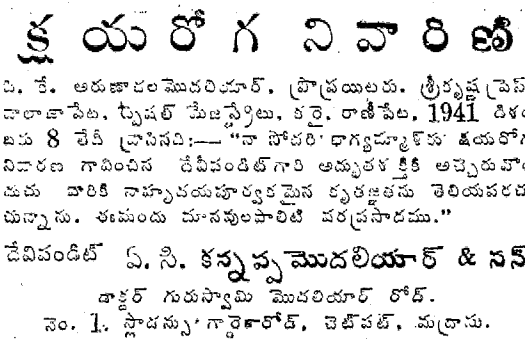 క్షయరోగ నివారిణి
సి. కే. అరుణాచలమొదలియార్, ప్రొప్రయిటరు, శ్రీకృష్ణ ప్రెస్
వాలాజాపేట, స్పెషల్ మేజస్ట్రేటు, కరై, రాణీపేట, 1941 డిశం
బరు 8 తేదీ వ్రాసినది:— "నా సోదరి భాగ్యమ్మాళ్‌కు క్షయరోగ
నివారణ గావించిన దేవీపండిట్‌గారి అద్భుతశక్తికి అచ్చెరువొం
దుచు వారికి నాహృదయపూర్వకమైన కృతజ్ఞతను తెలియపరచు
చున్నాను. ఈమందు మానవులపాలిటి వరప్రసాదము."
దేవీపండిట్ ఏ. సి. కన్నప్పమొదలియార్ & సన్
డాక్టర్ గురుస్వామి మొదలియార్ రోడ్.
నెం. 1, స్లాదన్సు గార్డెన్‌రోడ్, చెట్‌పట్, మద్రాసు.